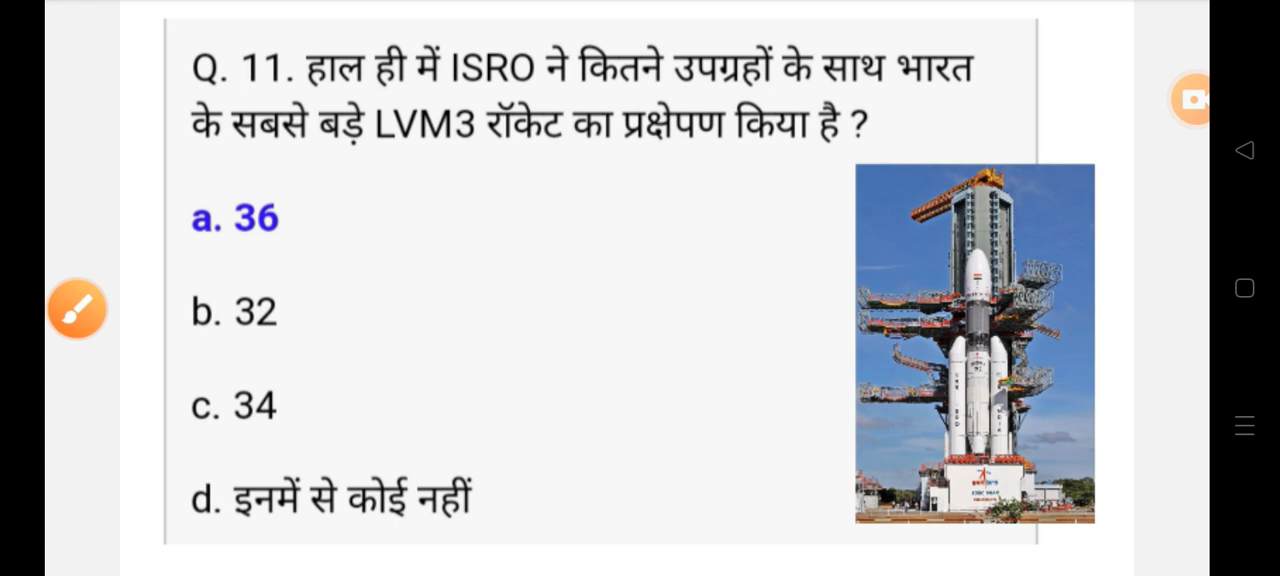 Q. 11. हाल ही में ISRO ने कितने उपग्रहों के साथ भारत
के सबसे बड़े LVM3 रॉकेट का प्रक्षेपण किया है ?
a. 36
b. 32
c. 34
d. इनमें से कोई नहीं